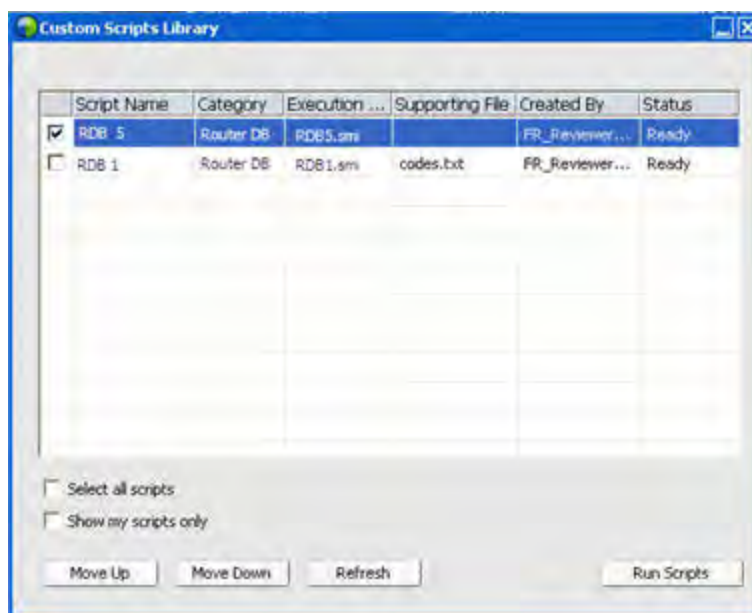 Custom Scripts Library
Script Name Category Execution ... Supporting File Created By Status
RDB 5 Router DB RDB5.smi FR_Reviewer... Ready
RDB 1 Router DB RDB1.smi codes.txt FR_Reviewer... Ready
Select all scripts
Show my scripts only
Move Up Move Down Refresh Run Scripts